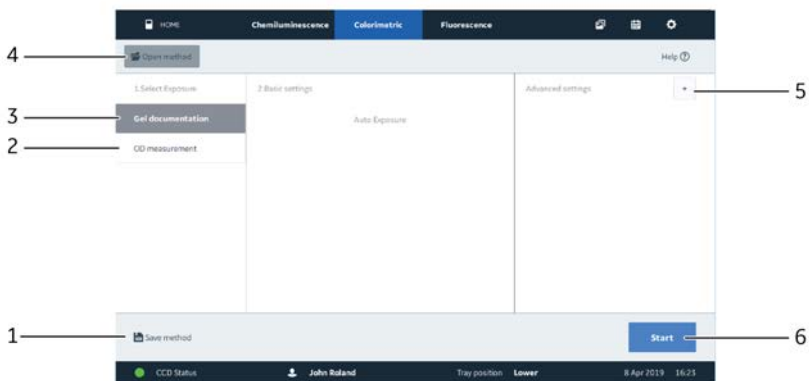 HOME Chemiluminescence Colorimetric Fluorescence
4 Open method Help ?
1.Select Exposure 2 Basic settings Advanced settings 5
3 Gel documentation Auto Exposure
2 OD measurement
1 Save method Start 6
CCD Status John Roland Tray position Lower 8 Apr 2019 16:23